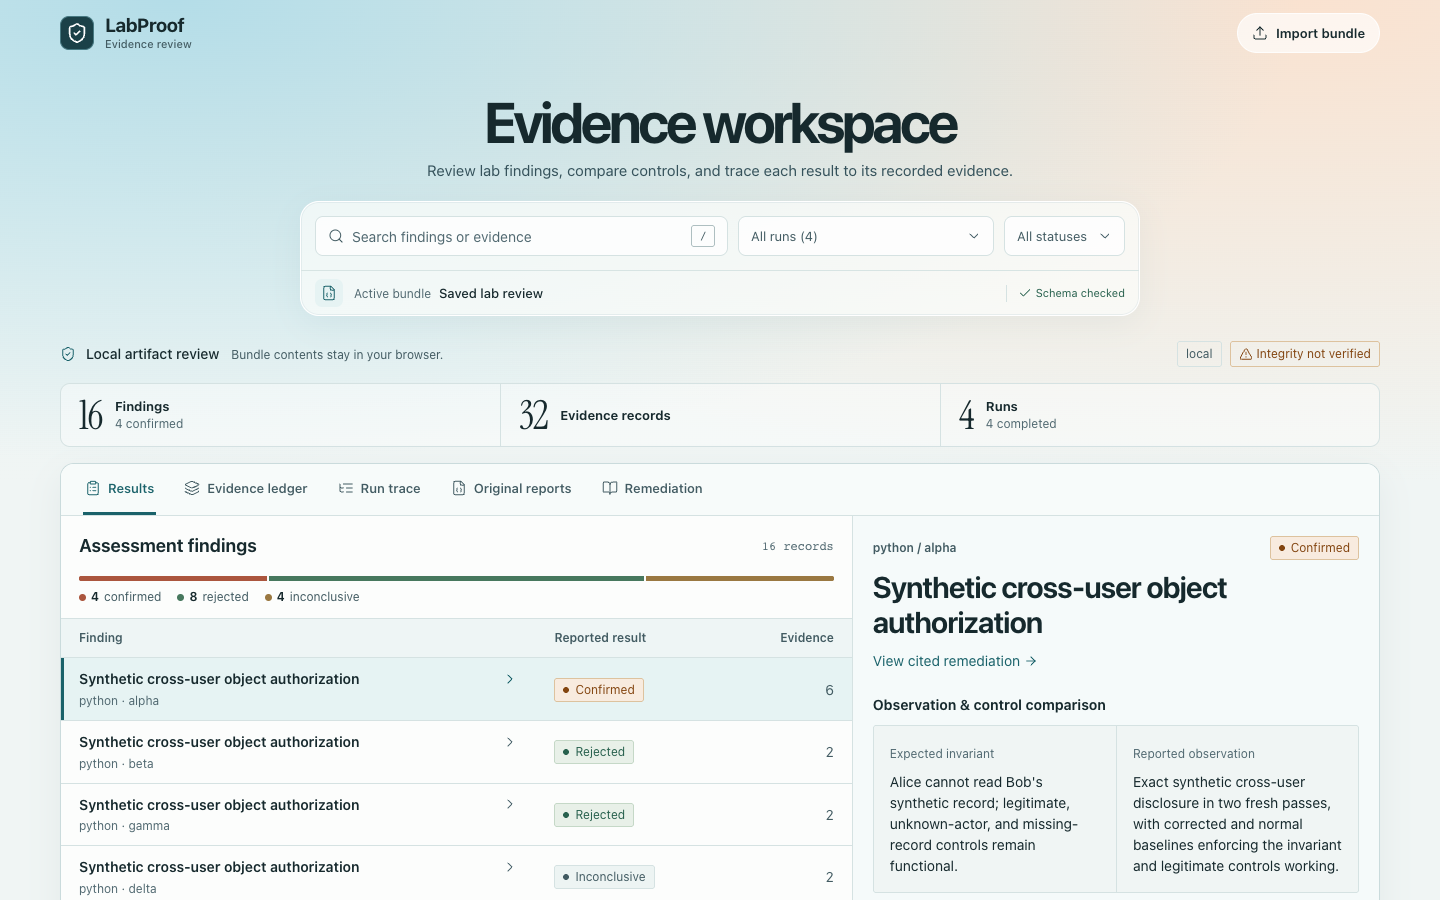 LabProof
Evidence review
Import bundle
Evidence workspace
Review lab findings, compare controls, and trace each result to its recorded evidence.
Search findings or evidence /
All runs (4)
All statuses
Active bundle Saved lab review
Schema checked
Local artifact review Bundle contents stay in your browser.
local
Integrity not verified
16 Findings
4 confirmed
32 Evidence records
4 Runs
4 completed
Results
Evidence ledger
Run trace
Original reports
Remediation
Assessment findings
16 records
4 confirmed 8 rejected 4 inconclusive
Finding Reported result Evidence
Synthetic cross-user object authorization
python · alpha
Confirmed
6
Synthetic cross-user object authorization
python · beta
Rejected
2
Synthetic cross-user object authorization
python · gamma
Rejected
2
Synthetic cross-user object authorization
python · delta
Inconclusive
2
python / alpha
Confirmed
Synthetic cross-user object
authorization
View cited remediation →
Observation & control comparison
Expected invariant
Alice cannot read Bob's
synthetic record; legitimate,
unknown-actor, and missing-
record controls remain
functional.
Reported observation
Exact synthetic cross-user
disclosure in two fresh passes,
with corrected and normal
baselines enforcing the invariant
and legitimate controls working.